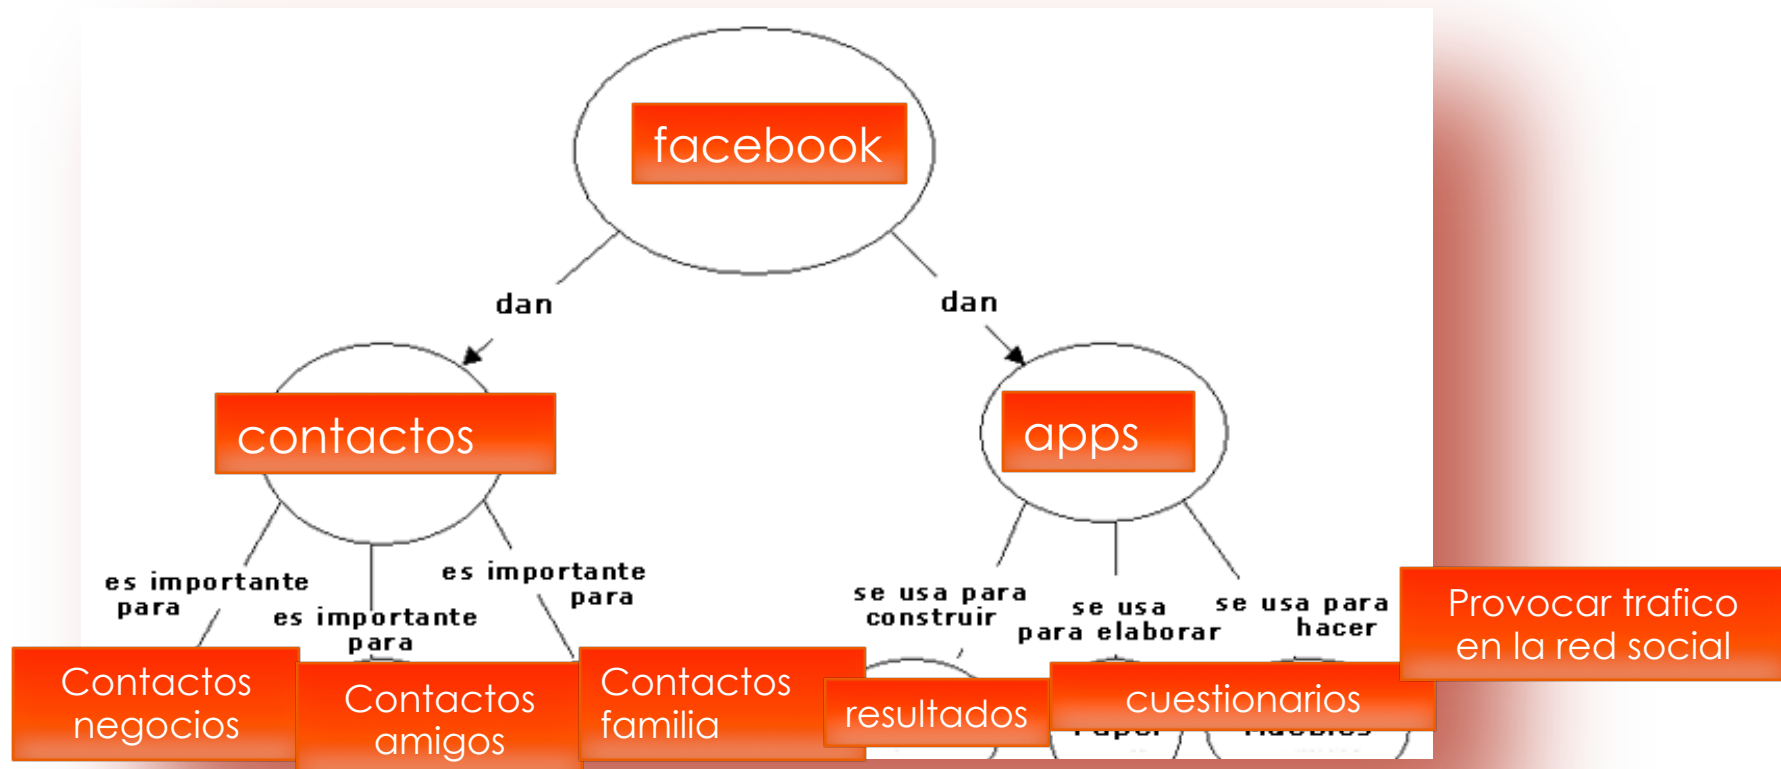 facebook
dan
dan
contactos
apps
es importante
para
es importante
para
es importante
para
se usa para
construir
se usa
para elaborar
se usa para
hacer
Provocar trafico
en la red social
Contactos
negocios
Contactos
amigos
Contactos
familia
resultados
cuestionarios